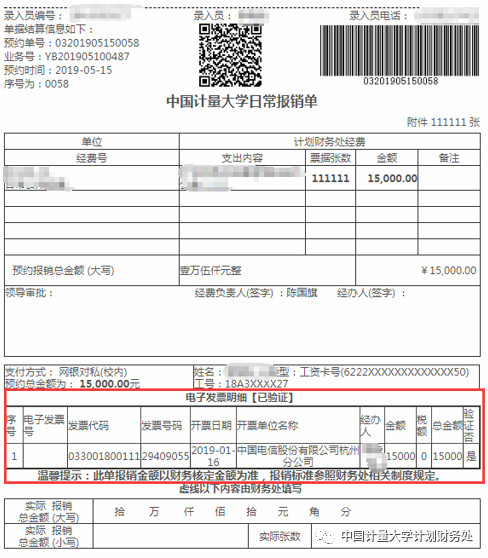 录入员编号：
录入员：
录入员电话：
单据结算信息如下：
预约单号：03201905150058
业务号：YB201905100487
预约时间：2019-05-15
序号为：0058
03201905150058
中国计量大学日常报销单
附件 111111 张
单位 计划财务处经费
经费号 支出内容 票据张数 金额 备注
111111 15,000.00
预约报销总金额 (大写) 壹万伍仟元整 ￥15,000.00
领导审批： 经费负责人(签字)：陈国旗 经办人(签字)：
支付方式： 网银对私(校内) 姓名： 类型：工资卡号(6222XXXXXXXXXXXXX50)
预约总金额为： 15,000.00元 工号：18A3XXXX27
电子发票明细【已验证】
序号 电子发票号 发票代码 发票号码 开票日期 开票单位名称 经办人 金额 税额 总金额 验证否
1 033001800111 29409055 2019-01-16 中国电信股份有限公司杭州分公司 15000 0 15000 是
温馨提示：此单报销金额以财务核定金额为准，报销标准参照财务处相关制度规定。
虚线以下内容由财务处填写
实际 报销总金额 (大写) 拾 万 仟 佰 拾 元 角 分
实际 报销总金额 (小写) 实际张数
中国计量大学计划财务处